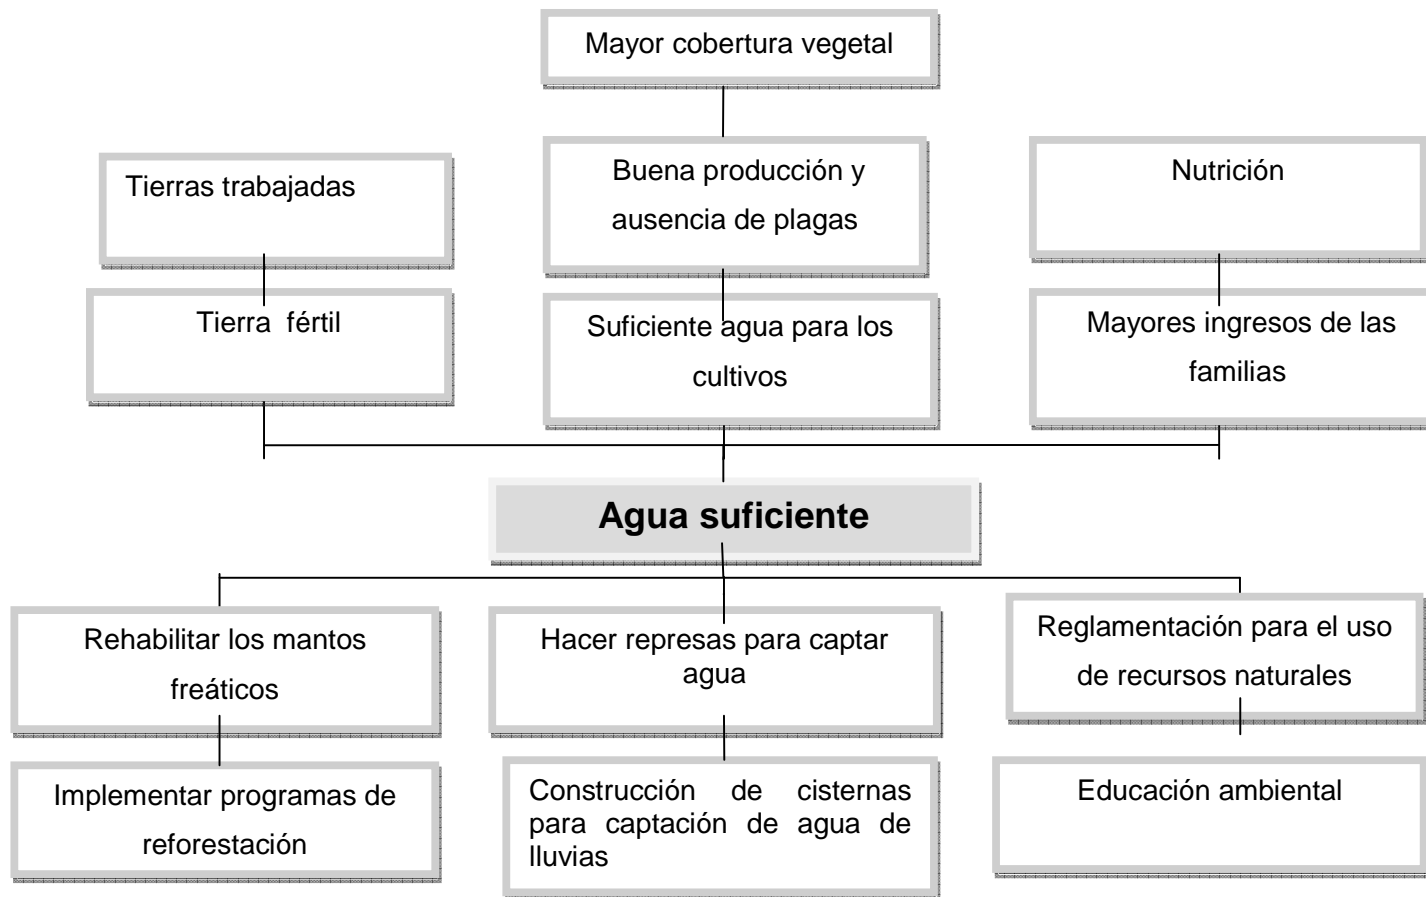 Mayor cobertura vegetal
Tierras trabajadas
Buena producción y
ausencia de plagas
Nutrición
Tierra fértil
Suficiente agua para los
cultivos
Mayores ingresos de las
familias
Agua suficiente
Rehabilitar los mantos
freáticos
Hacer represas para captar
agua
Reglamentación para el uso
de recursos naturales
Implementar programas de
reforestación
Construcción de cisternas
para captación de agua de
lluvias
Educación ambiental